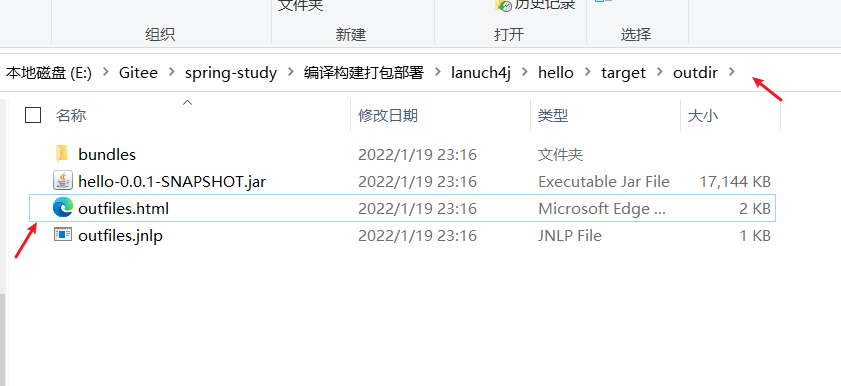 文件夹 历史记录
组织 新建 打开 选择
本地磁盘 (E:) Gitee spring-study 编译构建打包部署 lanuch4j hello target outdir
名称 修改日期 类型 大小
bundles 2022/1/19 23:16 文件夹
hello-0.0.1-SNAPSHOT.jar 2022/1/19 23:16 Executable Jar File 17,144 KB
outfiles.html 2022/1/19 23:16 Microsoft Edge ... 2 KB
outfiles.jnlp 2022/1/19 23:16 JNLP File 1 KB